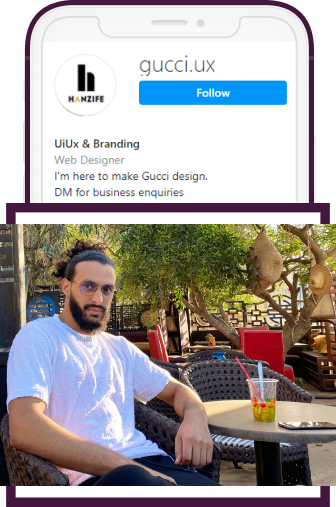 gucci.ux
HANZIFE
Follow
UiUx & Branding
Web Designer
I'm here to make Gucci design.
DM for business enquiries